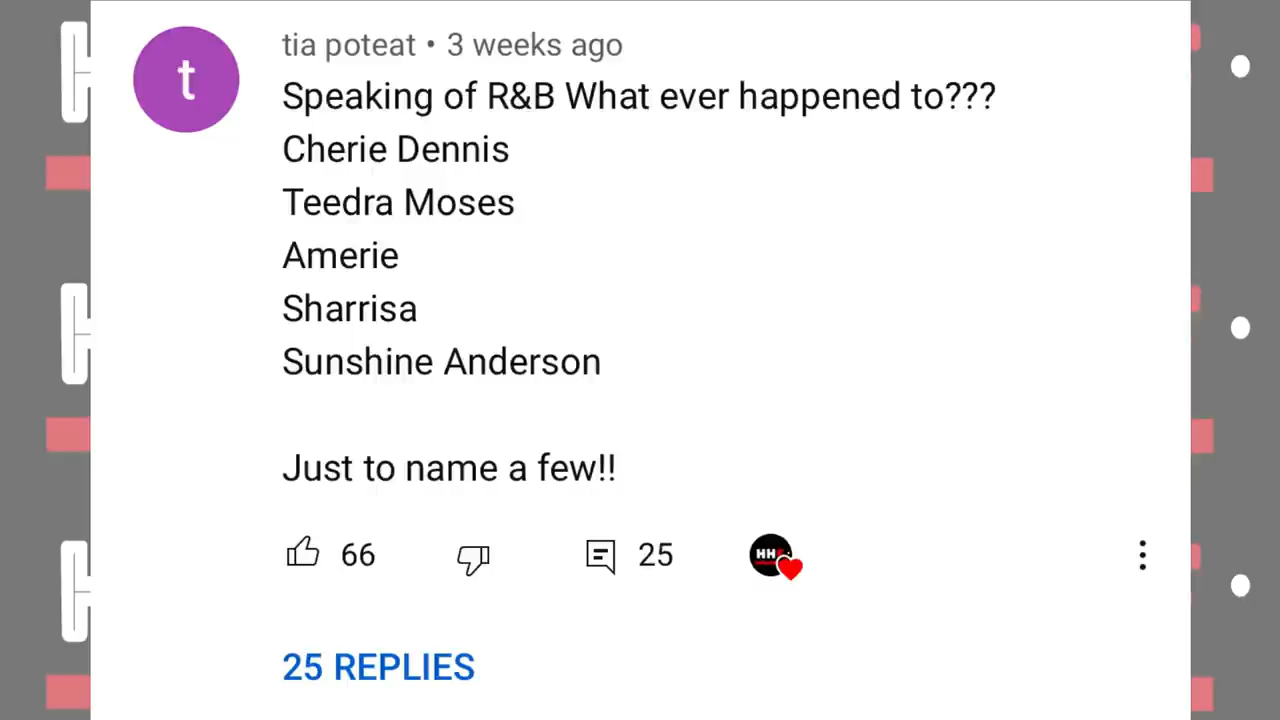 t
tia poteat • 3 weeks ago
Speaking of R&B What ever happened to???
Cherie Dennis
Teedra Moses
Amerie
Sharrisa
Sunshine Anderson
Just to name a few!!
66
25
HH
25 REPLIES